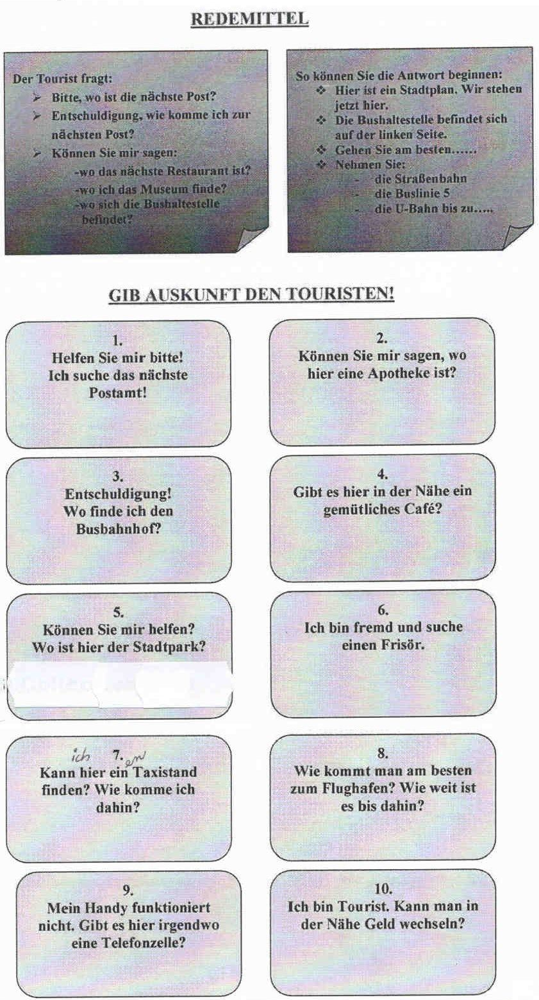 REDEMITTEL
Der Tourist fragt:
➢ Bitte, wo ist die nächste Post?
➢ Entschuldigung, wie komme ich zur
nächsten Post?
➢ Können Sie mir sagen:
-wo das nächste Restaurant ist?
-wo ich das Museum finde?
-wo sich die Bushaltestelle
befindet?
So können Sie die Antwort beginnen:
❖ Hier ist ein Stadtplan. Wir stehen
jetzt hier.
❖ Die Bushaltestelle befindet sich
auf der linken Seite.
❖ Gehen Sie am besten......
❖ Nehmen Sie:
- die Straßenbahn
- die Buslinie 5
- die U-Bahn bis zu.....
GIB AUSKUNFT DEN TOURISTEN!
1.
Helfen Sie mir bitte!
Ich suche das nächste
Postamt!
2.
Können Sie mir sagen, wo
hier eine Apotheke ist?
3.
Entschuldigung!
Wo finde ich den
Busbahnhof?
4.
Gibt es hier in der Nähe ein
gemütliches Café?
5.
Können Sie mir helfen?
Wo ist hier der Stadtpark?
6.
Ich bin fremd und suche
einen Frisör.
ich 7. en
Kann hier ein Taxistand
finden? Wie komme ich
dahin?
8.
Wie kommt man am besten
zum Flughafen? Wie weit ist
es bis dahin?
9.
Mein Handy funktioniert
nicht. Gibt es hier irgendwo
eine Telefonzelle?
10.
Ich bin Tourist. Kann man in
der Nähe Geld wechseln?